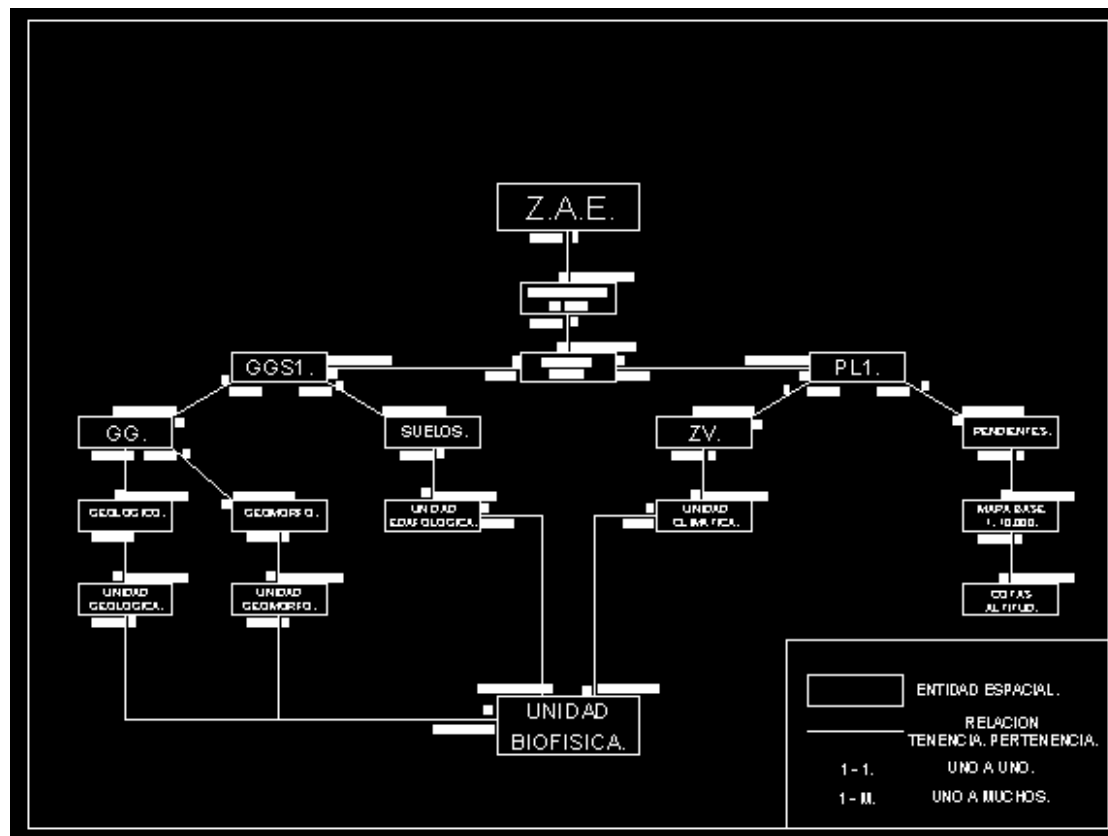 Z.A.E.
GGS1.
PL1.
GG.
SUELOS.
ZV.
PENDIENTES.
GEOLOGICO.
GEOMORFO.
UNIDAD
EDAFOLOGICA.
UNIDAD
CLIMATICA.
MAPA BASE
1:10.000.
UNIDAD
GEOLOGICA.
UNIDAD
GEOMORFO.
COTAS
ALTITUD.
UNIDAD
BIOFISICA.
ENTIDAD ESPACIAL.
RELACION
TENENCIA. PERTENENCIA.
1 - 1. UNO A UNO.
1 - M. UNO A MUCHOS.